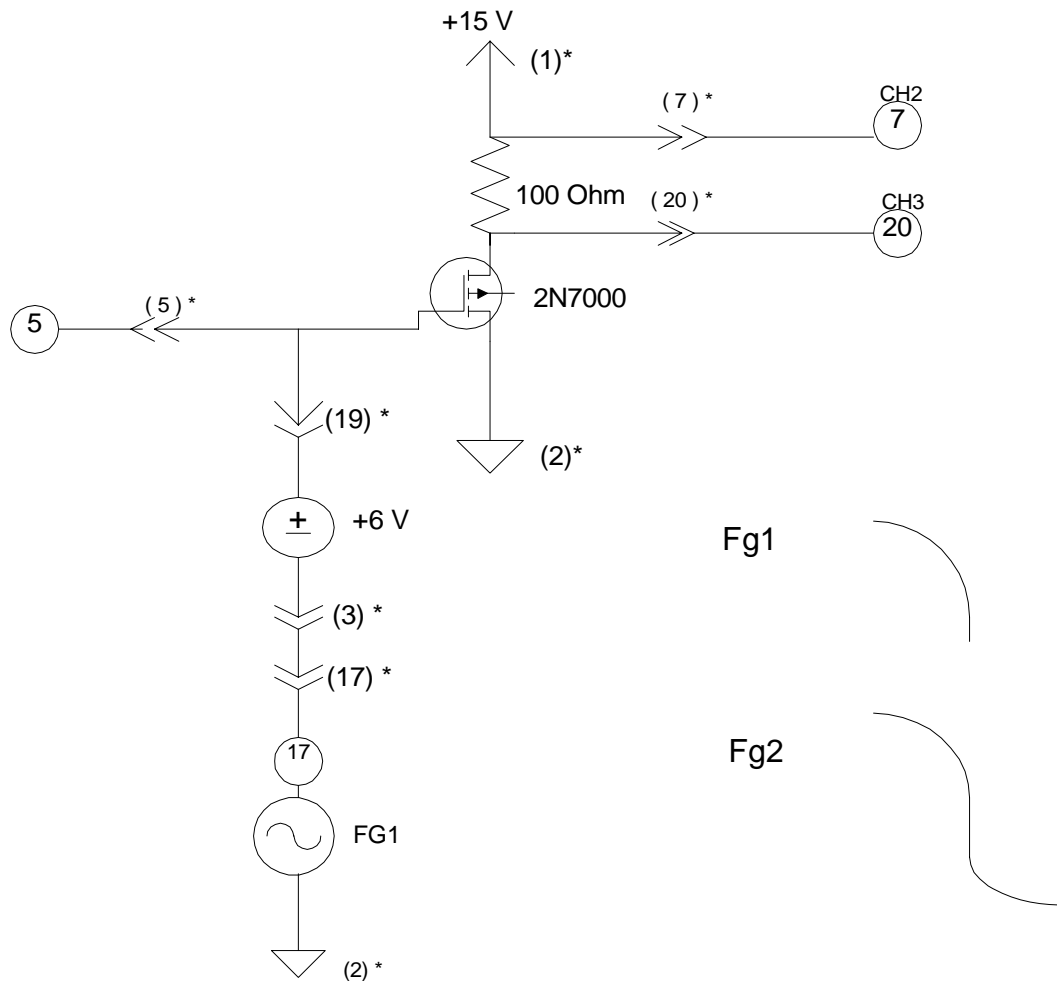 +15 V
(1)*
( 7 ) *
CH2
7
100 Ohm
( 20 ) *
CH3
20
2N7000
5
( 5 ) *
(19) *
(2)*
+6 V
Fg1
(3) *
(17) *
17
Fg2
FG1
(2) *